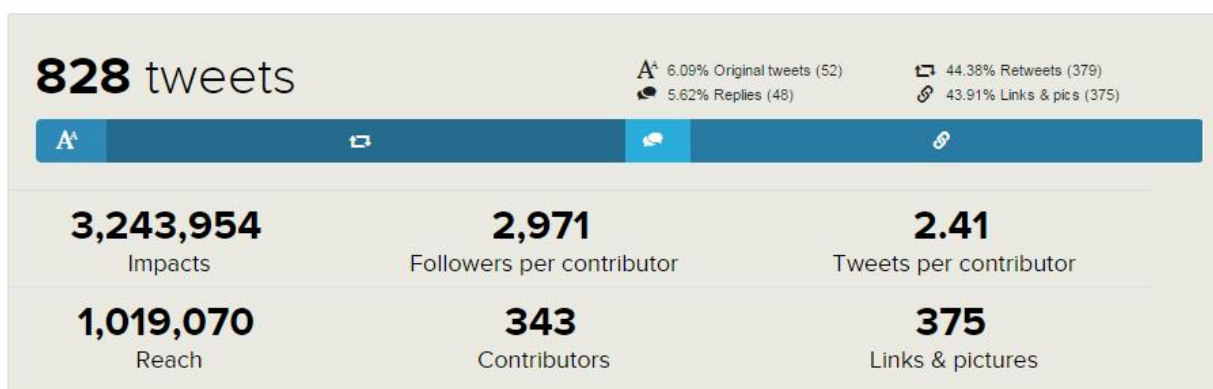 828 tweets
6.09% Original tweets (52)
44.38% Retweets (379)
5.62% Replies (48)
43.91% Links & pics (375)
3,243,954
2,971
2.41
Impacts
Followers per contributor
Tweets per contributor
1,019,070
343
375
Reach
Contributors
Links & pictures